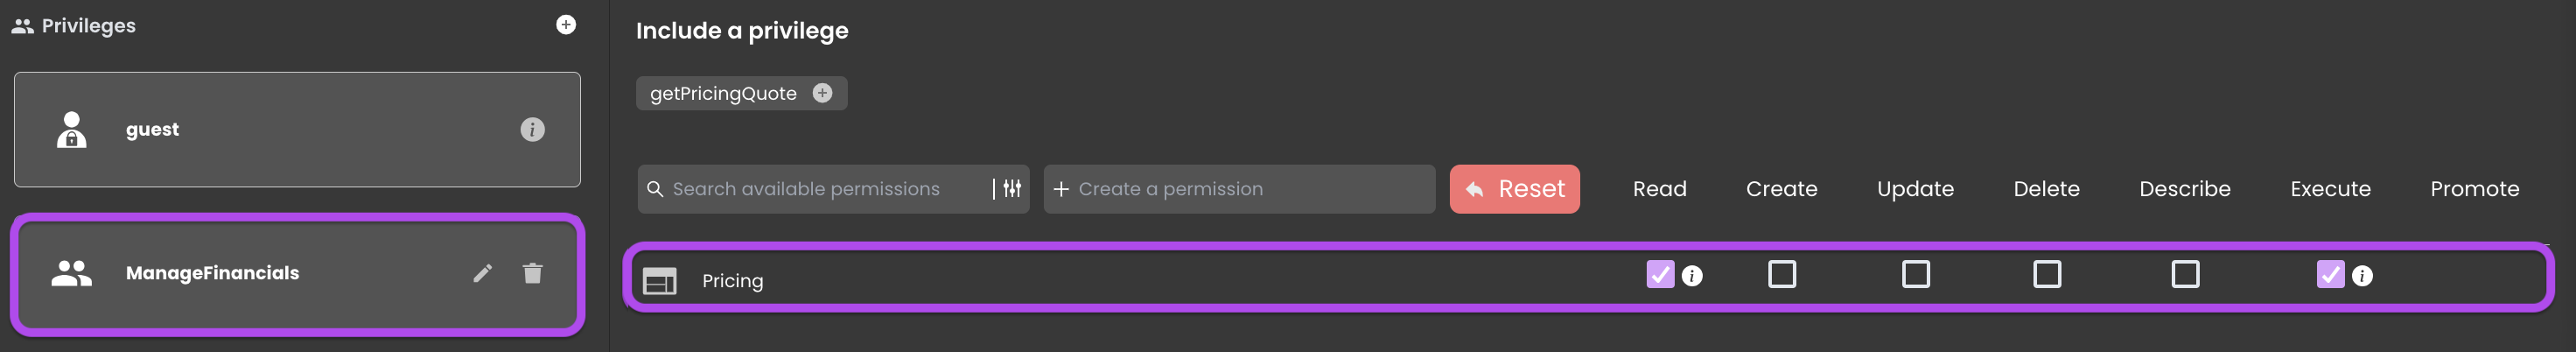 Privileges
guest
ManageFinancials
Include a privilege
getPricingQuote
Search available permissions
Create a permission
Reset
Read
Create
Update
Delete
Describe
Execute
Promote
Pricing